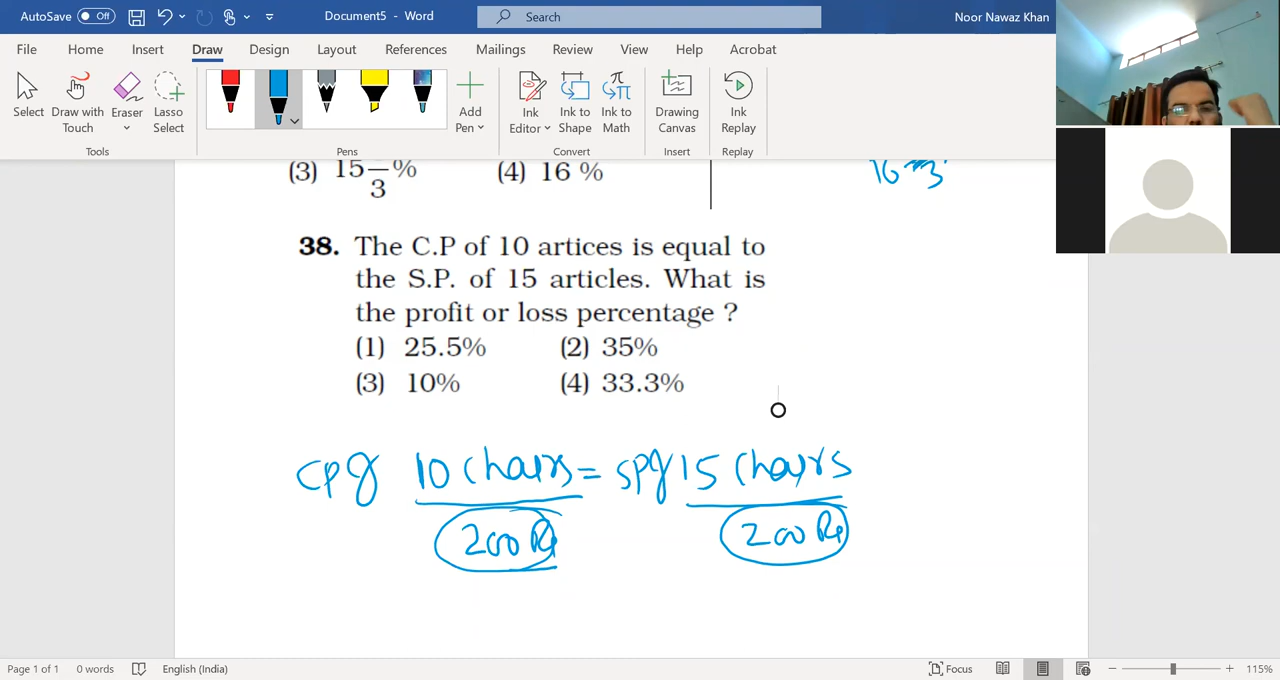 AutoSave Off Document5 - Word Search Noor Nawaz Khan
File Home Insert Draw Design Layout References Mailings Review View Help Acrobat
Select Draw with Touch Eraser Lasso Select Add Pen Ink Editor Ink to Shape Ink to Math Drawing Canvas Ink Replay
Tools Pens Convert Insert Replay
(3) 15 — % (4) 16 %
3
38. The C.P of 10 artices is equal to
the S.P. of 15 articles. What is
the profit or loss percentage ?
(1) 25.5% (2) 35%
(3) 10% (4) 33.3%
CP of 10 Chairs = SP of 15 Chairs
200 Rs 200 Rs
Page 1 of 1 0 words English (India) Focus 115%